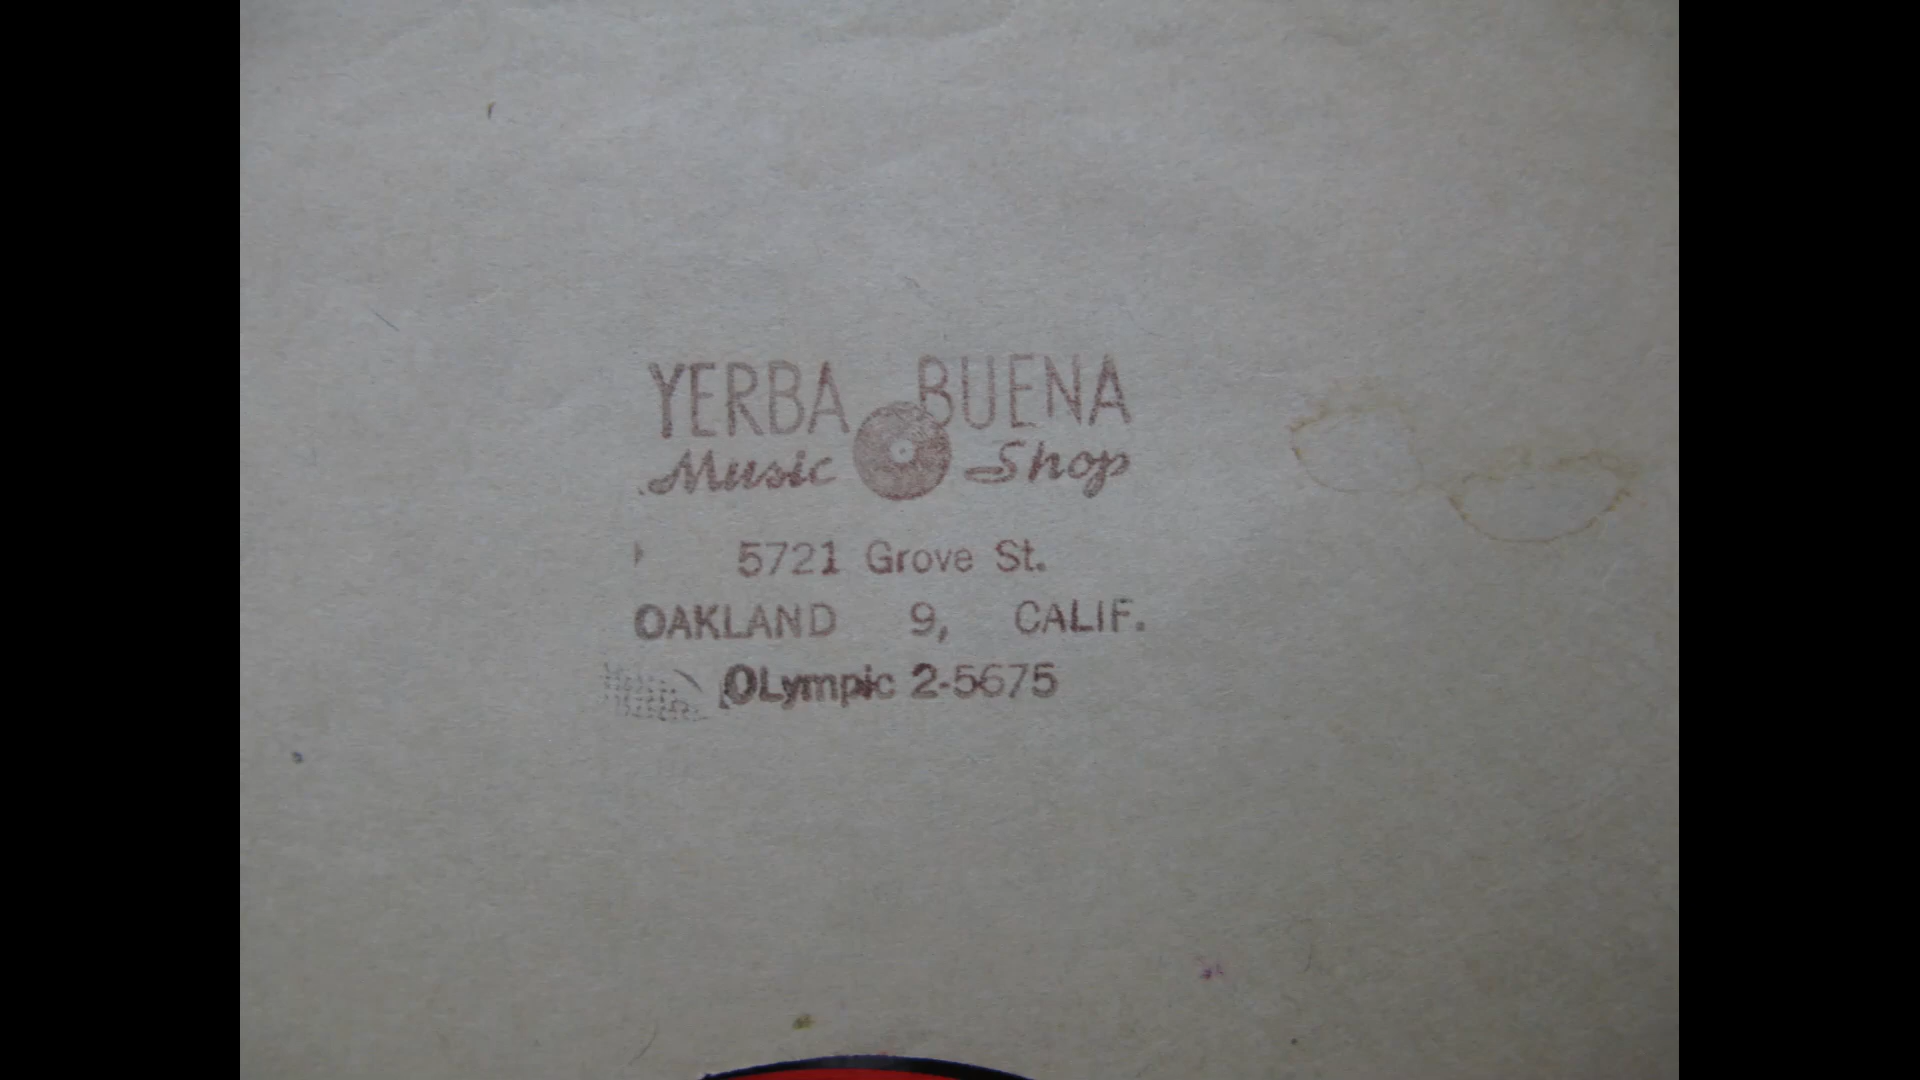 YERBA BUENA
Music Shop
5721 Grove St.
OAKLAND 9, CALIF.
OLympic 2-5675